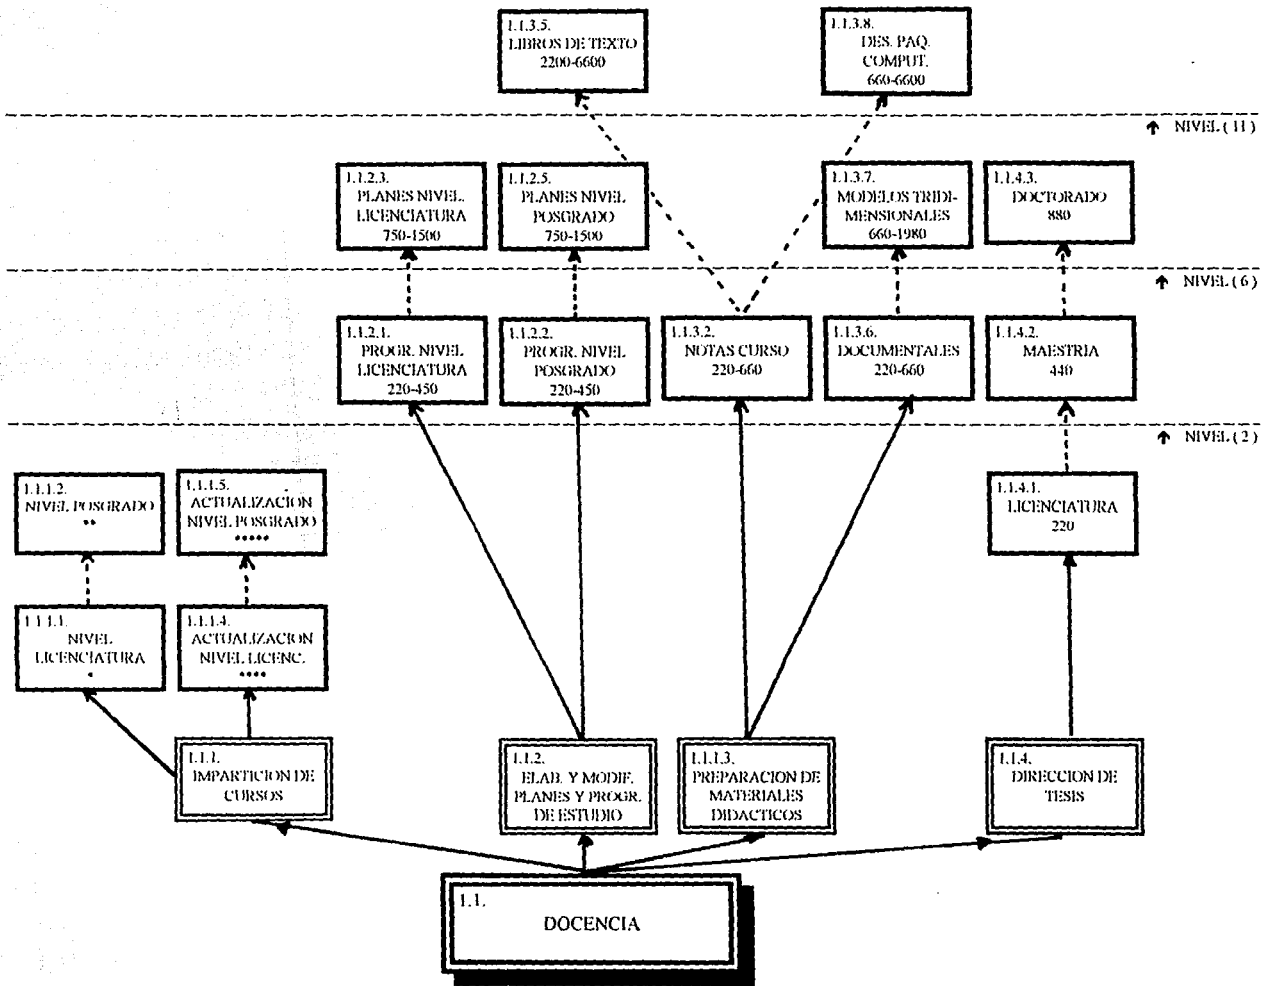 1.1.3.5.
LIBROS DE TEXTO
2200-6600
1.1.3.8.
DES. PAQ.
COMPUT.
660-6600
NIVEL ( 11 )
1.1.2.3.
PLANES NIVEL.
LICENCIATURA
750-1500
1.1.2.5.
PLANES NIVEL
POSGRADO
750-1500
1.1.3.7.
MODELOS TRIDI-
MENSIONALES
660-1980
1.1.4.3.
DOCTORADO
880
NIVEL ( 6 )
1.1.2.1.
PROGR. NIVEL
LICENCIATURA
220-450
1.1.2.2.
PROGR. NIVEL
POSGRADO
220-450
1.1.3.2.
NOTAS CURSO
220-660
1.1.3.6.
DOCUMENTALES
220-660
1.1.4.2.
MAESTRIA
440
NIVEL ( 2 )
1.1.1.2.
NIVEL POSGRADO
**
1.1.1.5.
ACTUALIZACION
NIVEL POSGRADO
*****
1.1.4.1.
LICENCIATURA
220
1.1.1.1.
NIVEL
LICENCIATURA
*
1.1.1.4.
ACTUALIZACION
NIVEL LICENC.
****
1.1.1.
IMPARTICION DE
CURSOS
1.1.2.
ELAB. Y MODIF.
PLANES Y PROGR.
DE ESTUDIO
1.1.1.3.
PREPARACION DE
MATERIALES
DIDACTICOS
1.1.4.
DIRECCION DE
TESIS
1.1.
DOCENCIA